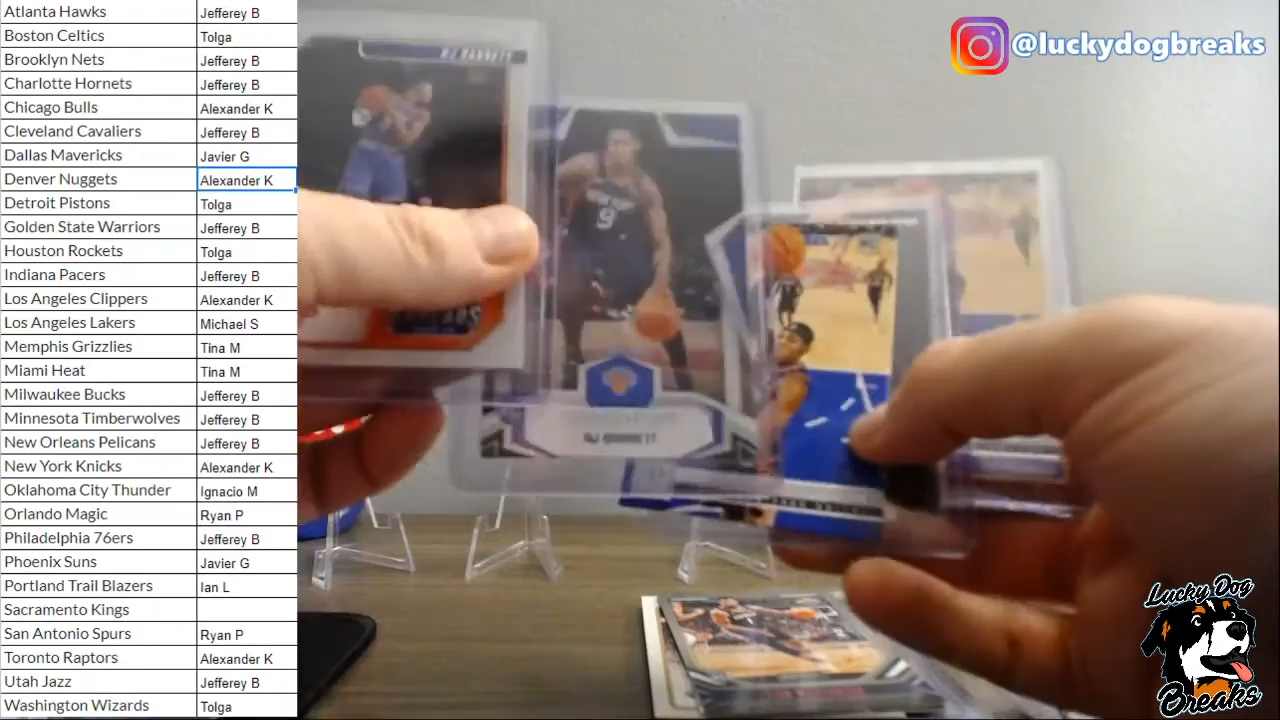 Atlanta Hawks Jefferey B
Boston Celtics Tolga
Brooklyn Nets Jefferey B
Charlotte Hornets Jefferey B
Chicago Bulls Alexander K
Cleveland Cavaliers Jefferey B
Dallas Mavericks Javier G
Denver Nuggets Alexander K
Detroit Pistons Tolga
Golden State Warriors Jefferey B
Houston Rockets Tolga
Indiana Pacers Jefferey B
Los Angeles Clippers Alexander K
Los Angeles Lakers Michael S
Memphis Grizzlies Tina M
Miami Heat Tina M
Milwaukee Bucks Jefferey B
Minnesota Timberwolves Jefferey B
New Orleans Pelicans Jefferey B
New York Knicks Alexander K
Oklahoma City Thunder Ignacio M
Orlando Magic Ryan P
Philadelphia 76ers Jefferey B
Phoenix Suns Javier G
Portland Trail Blazers Ian L
Sacramento Kings
San Antonio Spurs Ryan P
Toronto Raptors Alexander K
Utah Jazz Jefferey B
Washington Wizards Tolga
@luckydogbreaks
RJ BARRETT
9
RJ BARRETT
Lucky Dog
Breaks